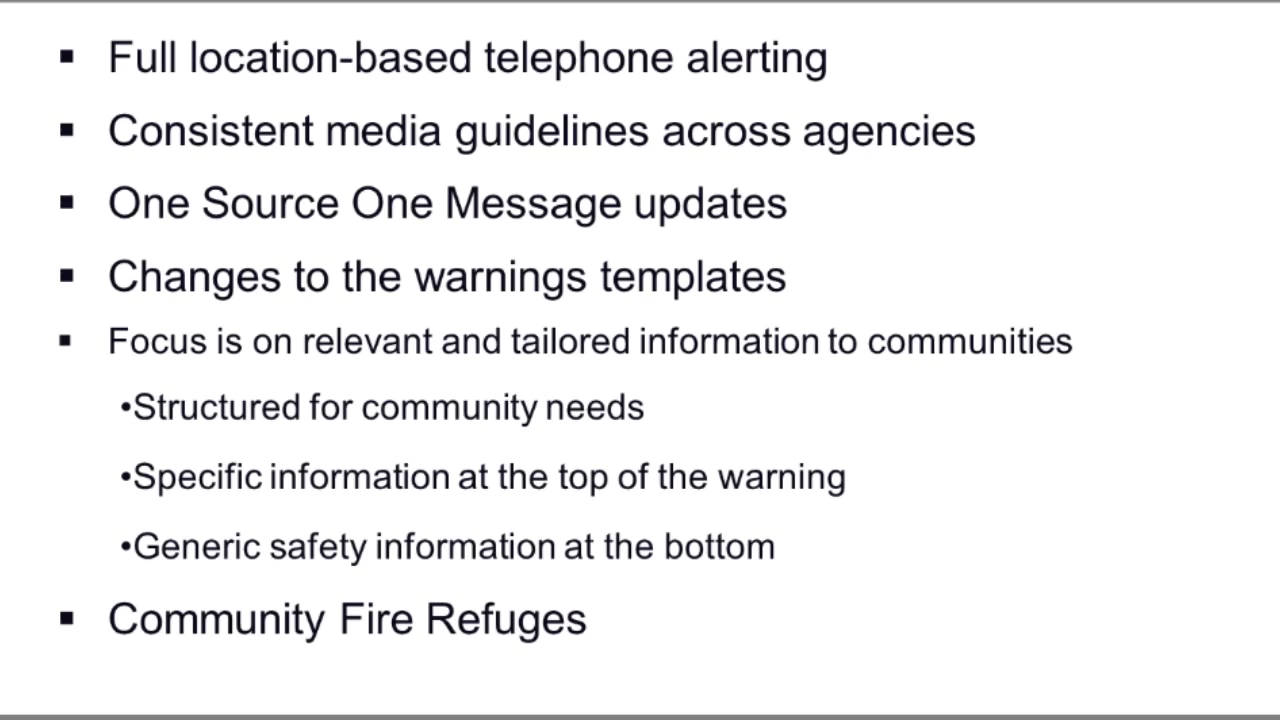 ▪ Full location-based telephone alerting
▪ Consistent media guidelines across agencies
▪ One Source One Message updates
▪ Changes to the warnings templates
▪ Focus is on relevant and tailored information to communities
•Structured for community needs
•Specific information at the top of the warning
•Generic safety information at the bottom
▪ Community Fire Refuges